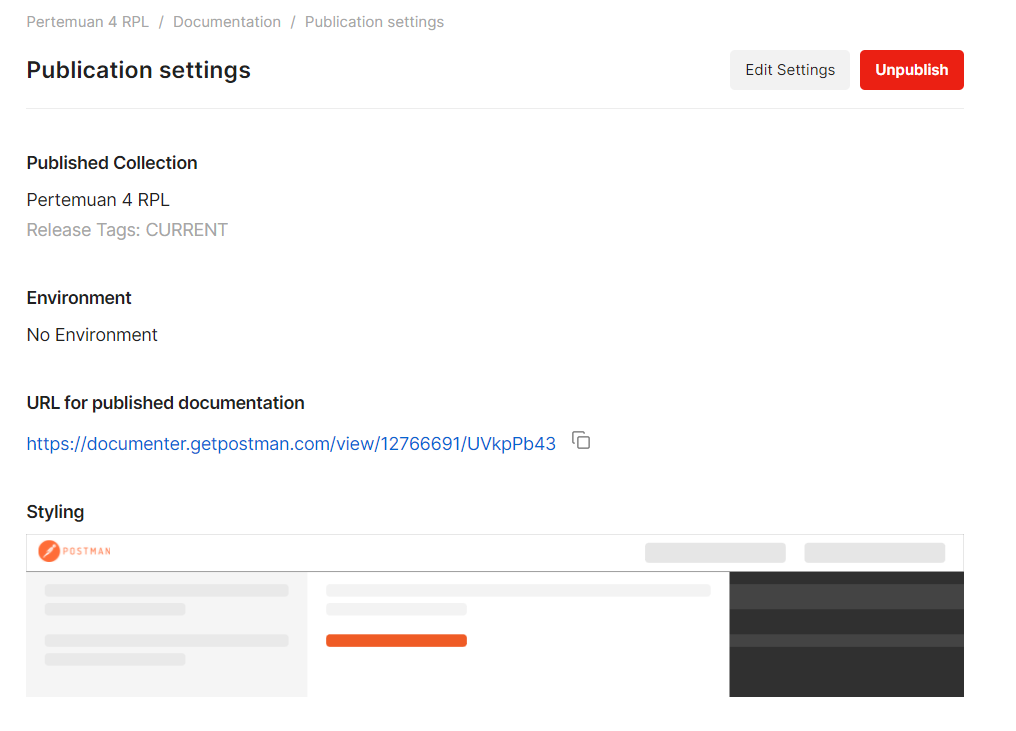 Pertemuan 4 RPL / Documentation / Publication settings
Publication settings
Edit Settings
Unpublish
Published Collection
Pertemuan 4 RPL
Release Tags: CURRENT
Environment
No Environment
URL for published documentation
https://documenter.getpostman.com/view/12766691/UVkpPb43
Styling
POSTMAN